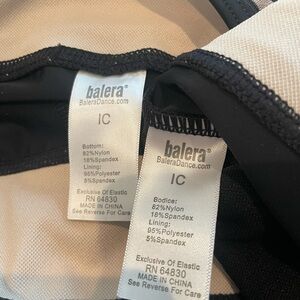 balera®
BaleraDance.com
IC
Bottom:
82%Nylon
18%Spandex
Lining:
95%Polyester
5%Spandex
Exclusive Of Elastic
RN 64830
MADE IN CHINA
See Reverse For Care
balera®
BaleraDance.com
IC
Bodice:
82%Nylon
18%Spandex
Lining:
95%Polyester
5%Spandex
Exclusive Of Elastic
RN 64830
MADE IN CHINA
See Reverse For Care